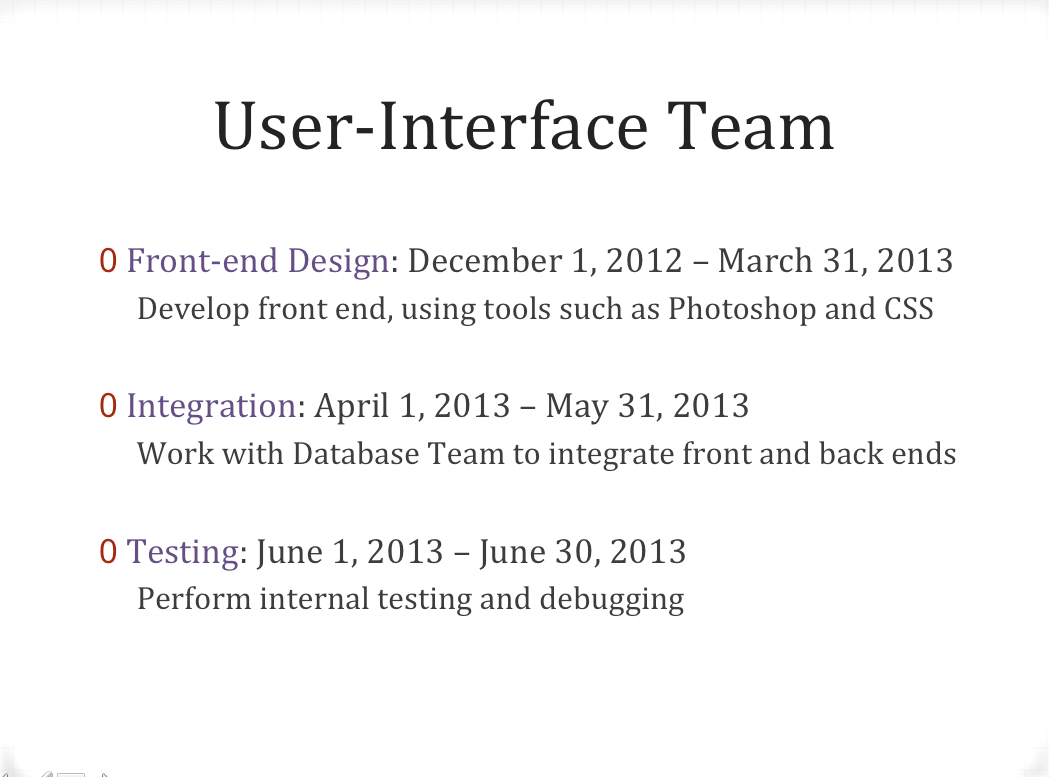 User-Interface Team
0 Front-end Design: December 1, 2012 – March 31, 2013
Develop front end, using tools such as Photoshop and CSS
0 Integration: April 1, 2013 – May 31, 2013
Work with Database Team to integrate front and back ends
0 Testing: June 1, 2013 – June 30, 2013
Perform internal testing and debugging